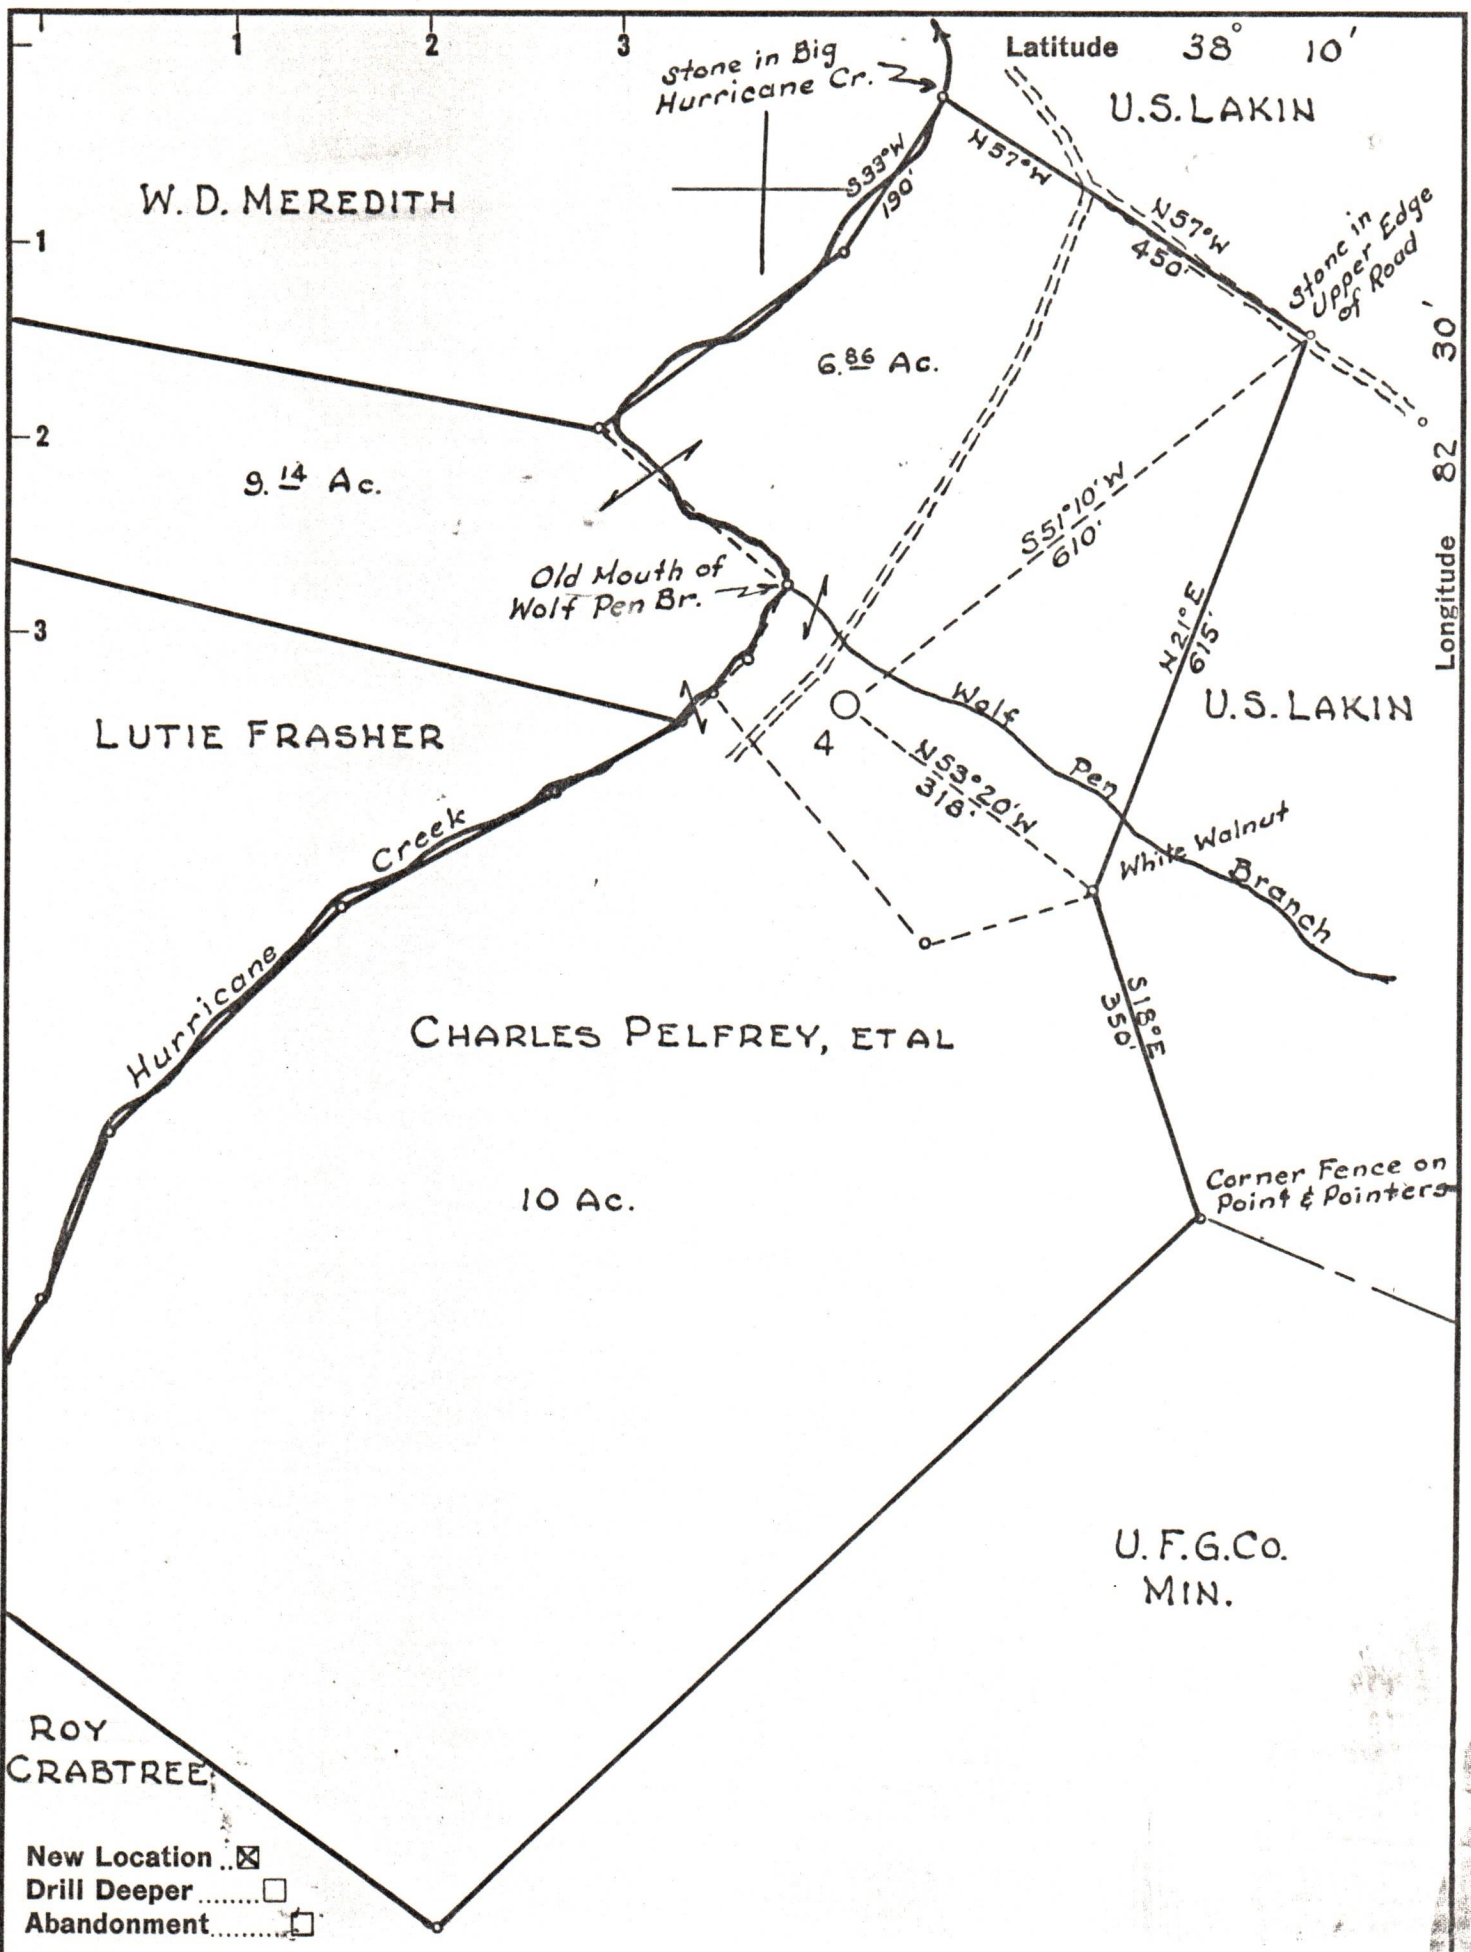 1 2 3
Latitude 38° 10'
Stone in Big
Hurricane Cr.
U.S. LAKIN
W. D. MEREDITH
S33°W
190'
N57°W
N57°W
450'
Stone in
Upper Edge
of Road
1
6.86 Ac.
Longitude 82° 30'
2
9.14 Ac.
S51°10'W
610'
Old Mouth of
Wolf Pen Br.
3
N21°E
615'
LUTIE FRASHER
4
Wolf Pen Branch
U.S. LAKIN
N53°20'W
318'
White Walnut
Hurricane Creek
S18°E
350'
CHARLES PELFREY, ET AL
10 Ac.
Corner Fence on
Point & Pointers
U. F. G. Co.
MIN.
ROY
CRABTREE
New Location ..☒
Drill Deeper ........☐
Abandonment..........☐